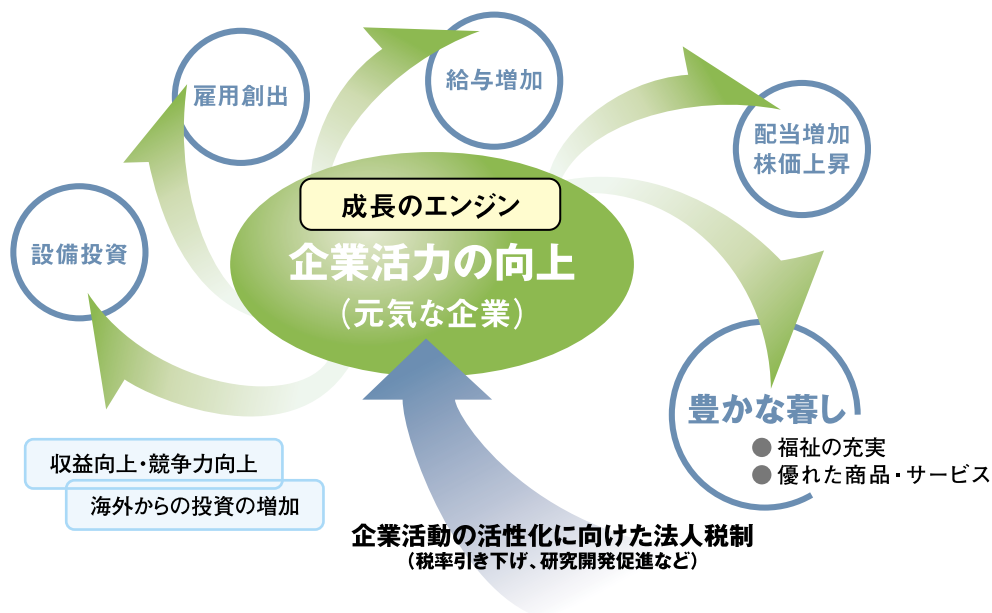 雇用創出
給与増加
配当増加
株価上昇
設備投資
成長のエンジン
企業活力の向上
(元気な企業)
豊かな暮し
● 福祉の充実
● 優れた商品・サービス
収益向上・競争力向上
海外からの投資の増加
企業活動の活性化に向けた法人税制
(税率引き下げ、研究開発促進など)